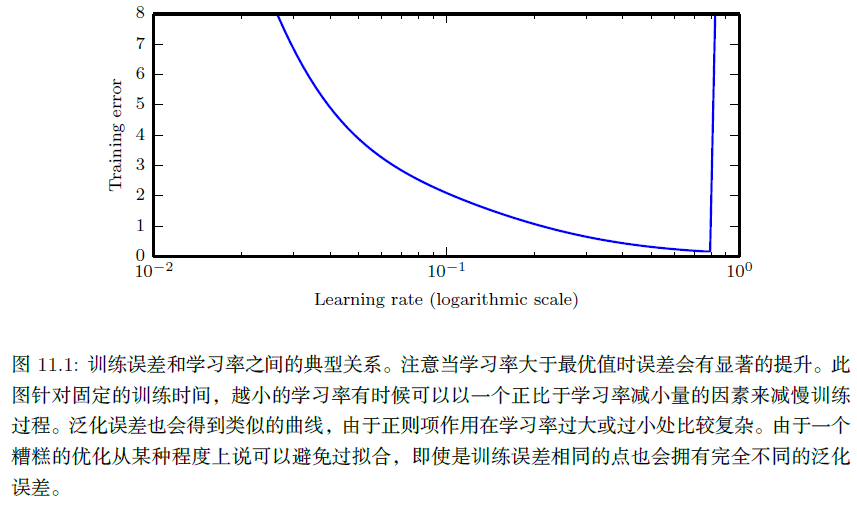 8
7
6
5
4
3
2
1
0
Training error
10⁻² 10⁻¹ 10⁰
Learning rate (logarithmic scale)
图 11.1: 训练误差和学习率之间的典型关系。注意当学习率大于最优值时误差会有显著的提升。此
图针对固定的训练时间，越小的学习率有时候可以以一个正比于学习率减小量的因素来减慢训练
过程。泛化误差也会得到类似的曲线，由于正则项作用在学习率过大或过小处比较复杂。由于一个
糟糕的优化从某种程度上说可以避免过拟合，即使是训练误差相同的点也会拥有完全不同的泛化
误差。